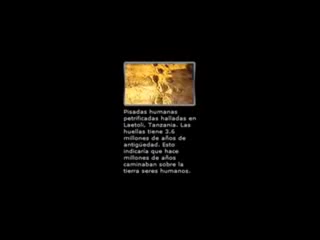 Pisadas humanas
petrificadas halladas en
Laetoli, Tanzania. Las
huellas tiene 3.6
millones de años de
antigüedad. Esto
indicaría que hace
millones de años
caminaban sobre la
tierra seres humanos.